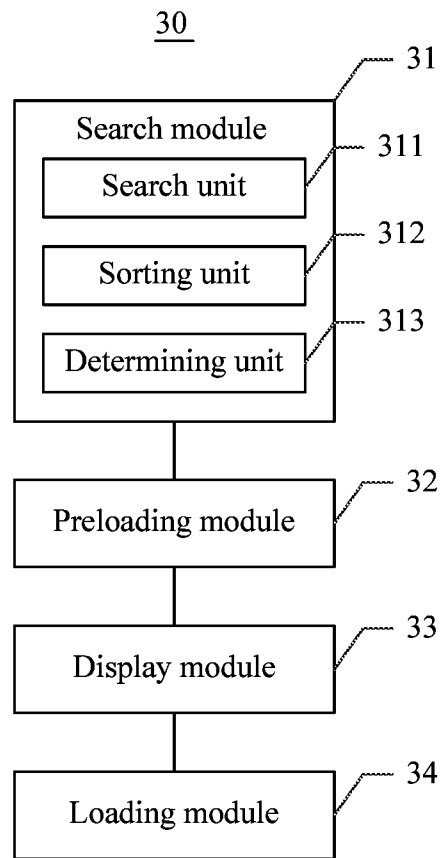 30
31
Search module
311
Search unit
312
Sorting unit
313
Determining unit
32
Preloading module
33
Display module
34
Loading module